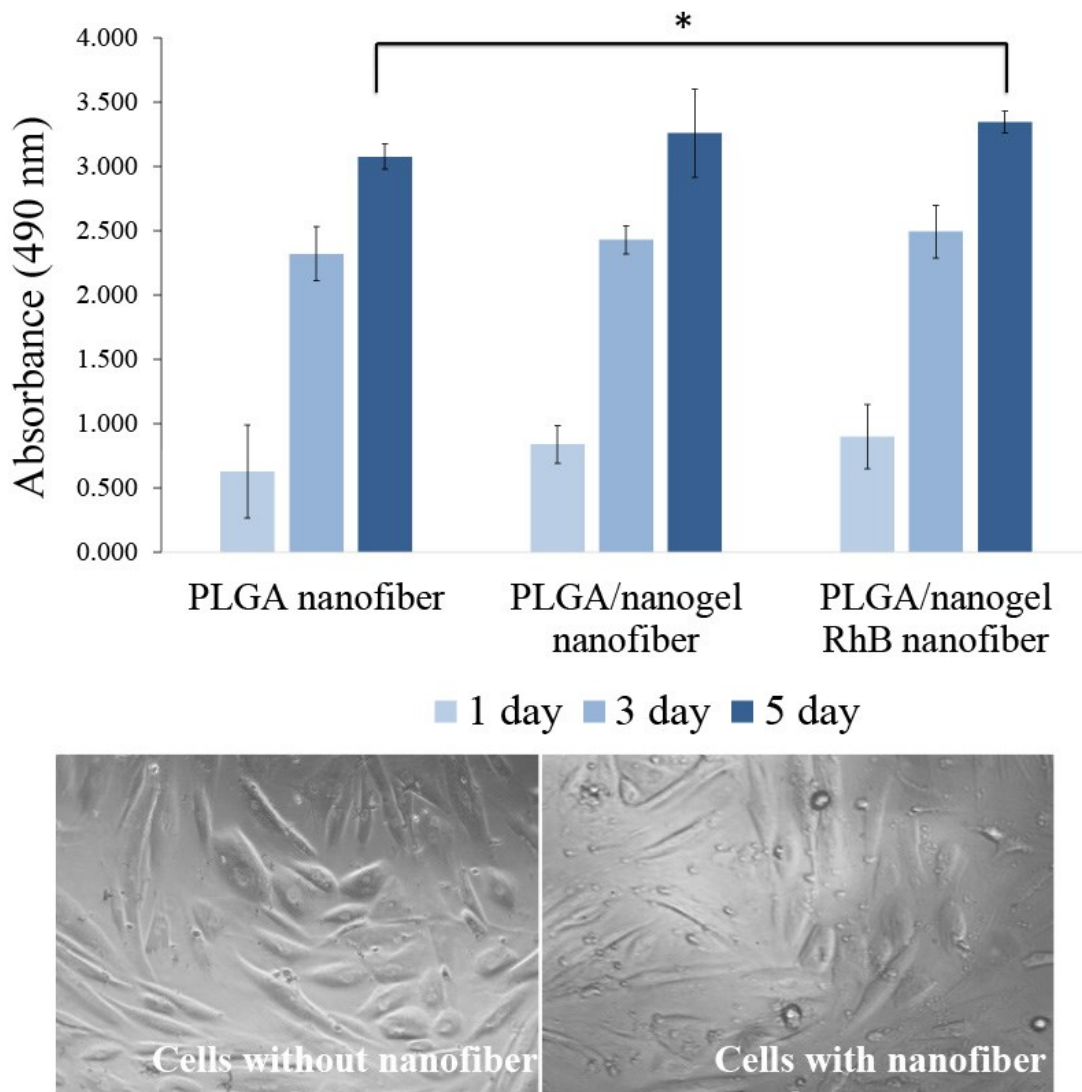 *
4.000
3.500
3.000
2.500
2.000
1.500
1.000
0.500
0.000
Absorbance (490 nm)
PLGA nanofiber
PLGA/nanogel
nanofiber
PLGA/nanogel
RhB nanofiber
1 day 3 day 5 day
Cells without nanofiber
Cells with nanofiber